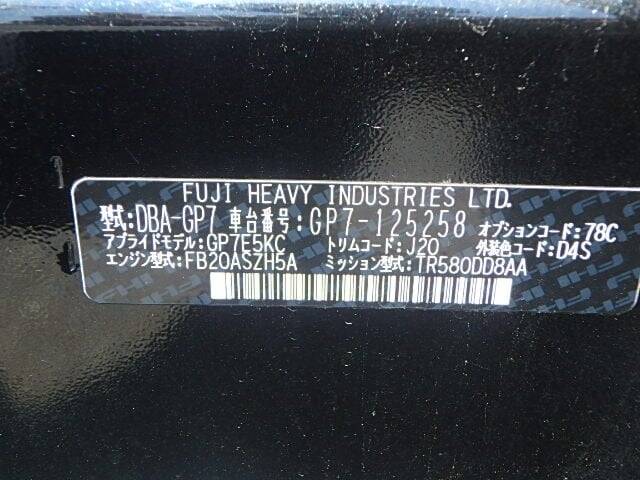 FUJI HEAVY INDUSTRIES LTD.
型式:DBA-GP7 車台番号:GP7-125258 オプションコード:78C
アプライドモデル:GP7E5KC トリムコード:J20 外装色コード:D4S
エンジン型式:FB20ASZH5A ミッション型式:TR580DD8AA